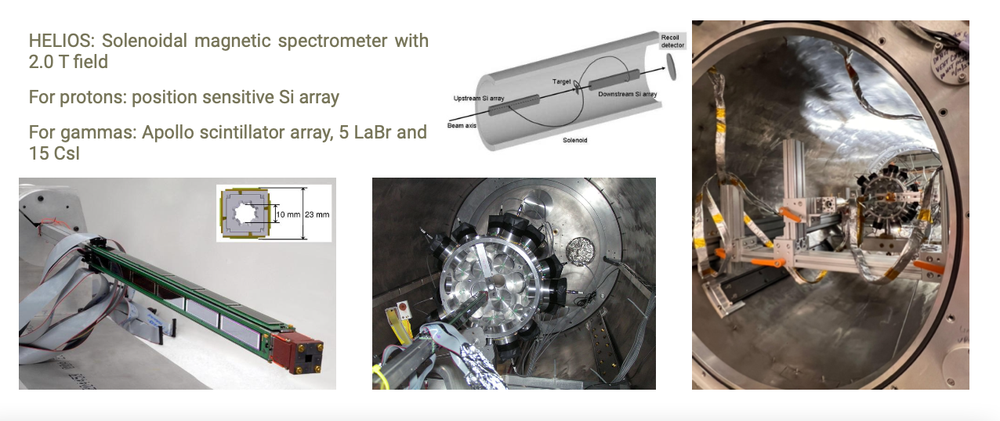 HELIOS: Solenoidal magnetic spectrometer with
2.0 T field
For protons: position sensitive Si array
For gammas: Apollo scintillator array, 5 LaBr and
15 CsI
Recoil
detector
Target
Upstream Si array
Downstream Si array
Beam axis
Solenoid
10 mm
23 mm